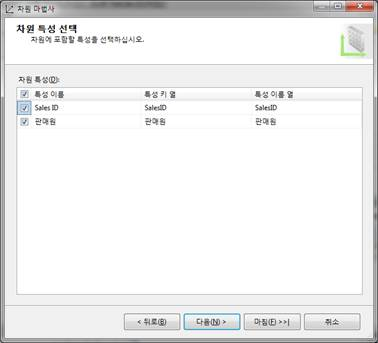 차원 마법사
차원 특성 선택
차원에 포함할 특성을 선택하십시오.
차원 특성(D):
특성 이름 특성 키 열 특성 이름 열
Sales ID SalesID SalesID
판매원 판매원 판매원
< 뒤로(B) 다음(N) > 마침(F) >>| 취소